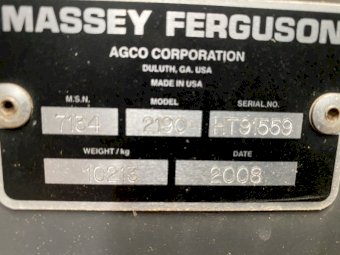 MASSEY FERGUSON
AGCO CORPORATION
DULUTH, GA. USA
MADE IN USA
M.S.N. MODEL SERIAL NO.
7134 2190 HT91559
WEIGHT/kg DATE
10213 2008